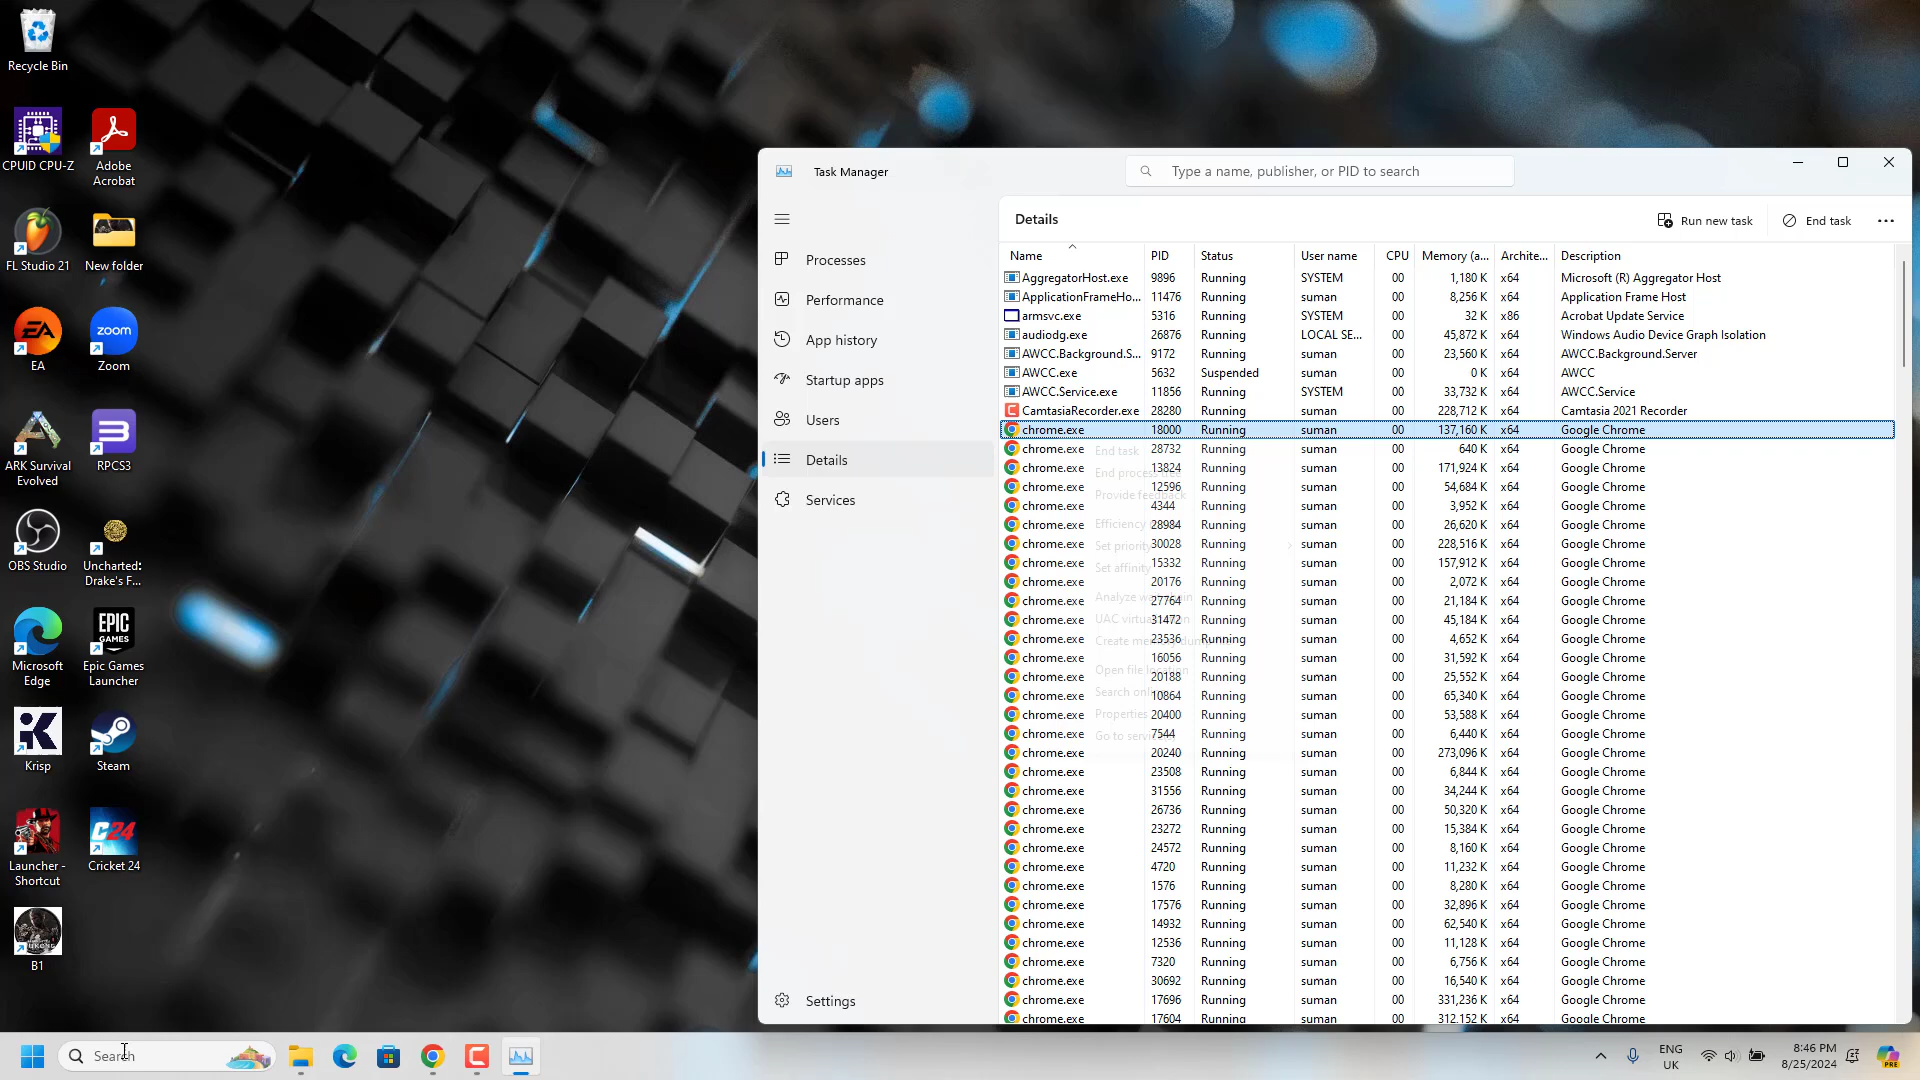 Recycle Bin
CPUID CPU-Z
Adobe
Acrobat
FL Studio 21
New folder
EA
zoom
Zoom
ARK Survival
Evolved
RPCS3
OBS Studio
Uncharted:
Drake's F...
Microsoft
Edge
EPIC
GAMES
Epic Games
Launcher
Krisp
Steam
Launcher -
Shortcut
C24
Cricket 24
B1
Task Manager
Type a name, publisher, or PID to search
Processes
Performance
App history
Startup apps
Users
Details
Services
Settings
Details
Run new task
End task
Name PID Status User name CPU Memory (a... Archite... Description
AggregatorHost.exe 9896 Running SYSTEM 00 1,180 K x64 Microsoft (R) Aggregator Host
ApplicationFrameHo... 11476 Running suman 00 8,256 K x64 Application Frame Host
armsvc.exe 5316 Running SYSTEM 00 32 K x86 Acrobat Update Service
audiodg.exe 26876 Running LOCAL SE... 00 45,872 K x64 Windows Audio Device Graph Isolation
AWCC.Background.S... 9172 Running suman 00 23,560 K x64 AWCC.Background.Server
AWCC.exe 5632 Suspended suman 00 0 K x64 AWCC
AWCC.Service.exe 11856 Running SYSTEM 00 33,732 K x64 AWCC.Service
CamtasiaRecorder.exe 28280 Running suman 00 228,712 K x64 Camtasia 2021 Recorder
chrome.exe 18000 Running suman 00 137,160 K x64 Google Chrome
chrome.exe 28732 Running suman 00 640 K x64 Google Chrome
chrome.exe 13824 Running suman 00 171,924 K x64 Google Chrome
chrome.exe 12596 Running suman 00 54,684 K x64 Google Chrome
chrome.exe 4344 Running suman 00 3,952 K x64 Google Chrome
chrome.exe 28984 Running suman 00 26,620 K x64 Google Chrome
chrome.exe 30028 Running suman 00 228,516 K x64 Google Chrome
chrome.exe 15332 Running suman 00 157,912 K x64 Google Chrome
chrome.exe 20176 Running suman 00 2,072 K x64 Google Chrome
chrome.exe 27764 Running suman 00 21,184 K x64 Google Chrome
chrome.exe 31472 Running suman 00 45,184 K x64 Google Chrome
chrome.exe 23536 Running suman 00 4,652 K x64 Google Chrome
chrome.exe 16056 Running suman 00 31,592 K x64 Google Chrome
chrome.exe 20188 Running suman 00 25,552 K x64 Google Chrome
chrome.exe 10864 Running suman 00 65,340 K x64 Google Chrome
chrome.exe 20400 Running suman 00 53,588 K x64 Google Chrome
chrome.exe 7544 Running suman 00 6,440 K x64 Google Chrome
chrome.exe 20240 Running suman 00 273,096 K x64 Google Chrome
chrome.exe 23508 Running suman 00 6,844 K x64 Google Chrome
chrome.exe 31556 Running suman 00 34,244 K x64 Google Chrome
chrome.exe 26736 Running suman 00 50,320 K x64 Google Chrome
chrome.exe 23272 Running suman 00 15,384 K x64 Google Chrome
chrome.exe 24572 Running suman 00 8,160 K x64 Google Chrome
chrome.exe 4720 Running suman 00 11,232 K x64 Google Chrome
chrome.exe 1576 Running suman 00 8,280 K x64 Google Chrome
chrome.exe 17576 Running suman 00 32,896 K x64 Google Chrome
chrome.exe 14932 Running suman 00 62,540 K x64 Google Chrome
chrome.exe 12536 Running suman 00 11,128 K x64 Google Chrome
chrome.exe 7320 Running suman 00 6,756 K x64 Google Chrome
chrome.exe 30692 Running suman 00 16,540 K x64 Google Chrome
chrome.exe 17696 Running suman 00 331,236 K x64 Google Chrome
chrome.exe 17604 Running suman 00 312,152 K x64 Google Chrome
End task
End process
Provide feedback
Efficiency
Set priority
Set affinity
Analyze
UAC
Create
Open file location
Search
Properties
Go to
Search
ENG
UK
8:46 PM
8/25/2024
PRE